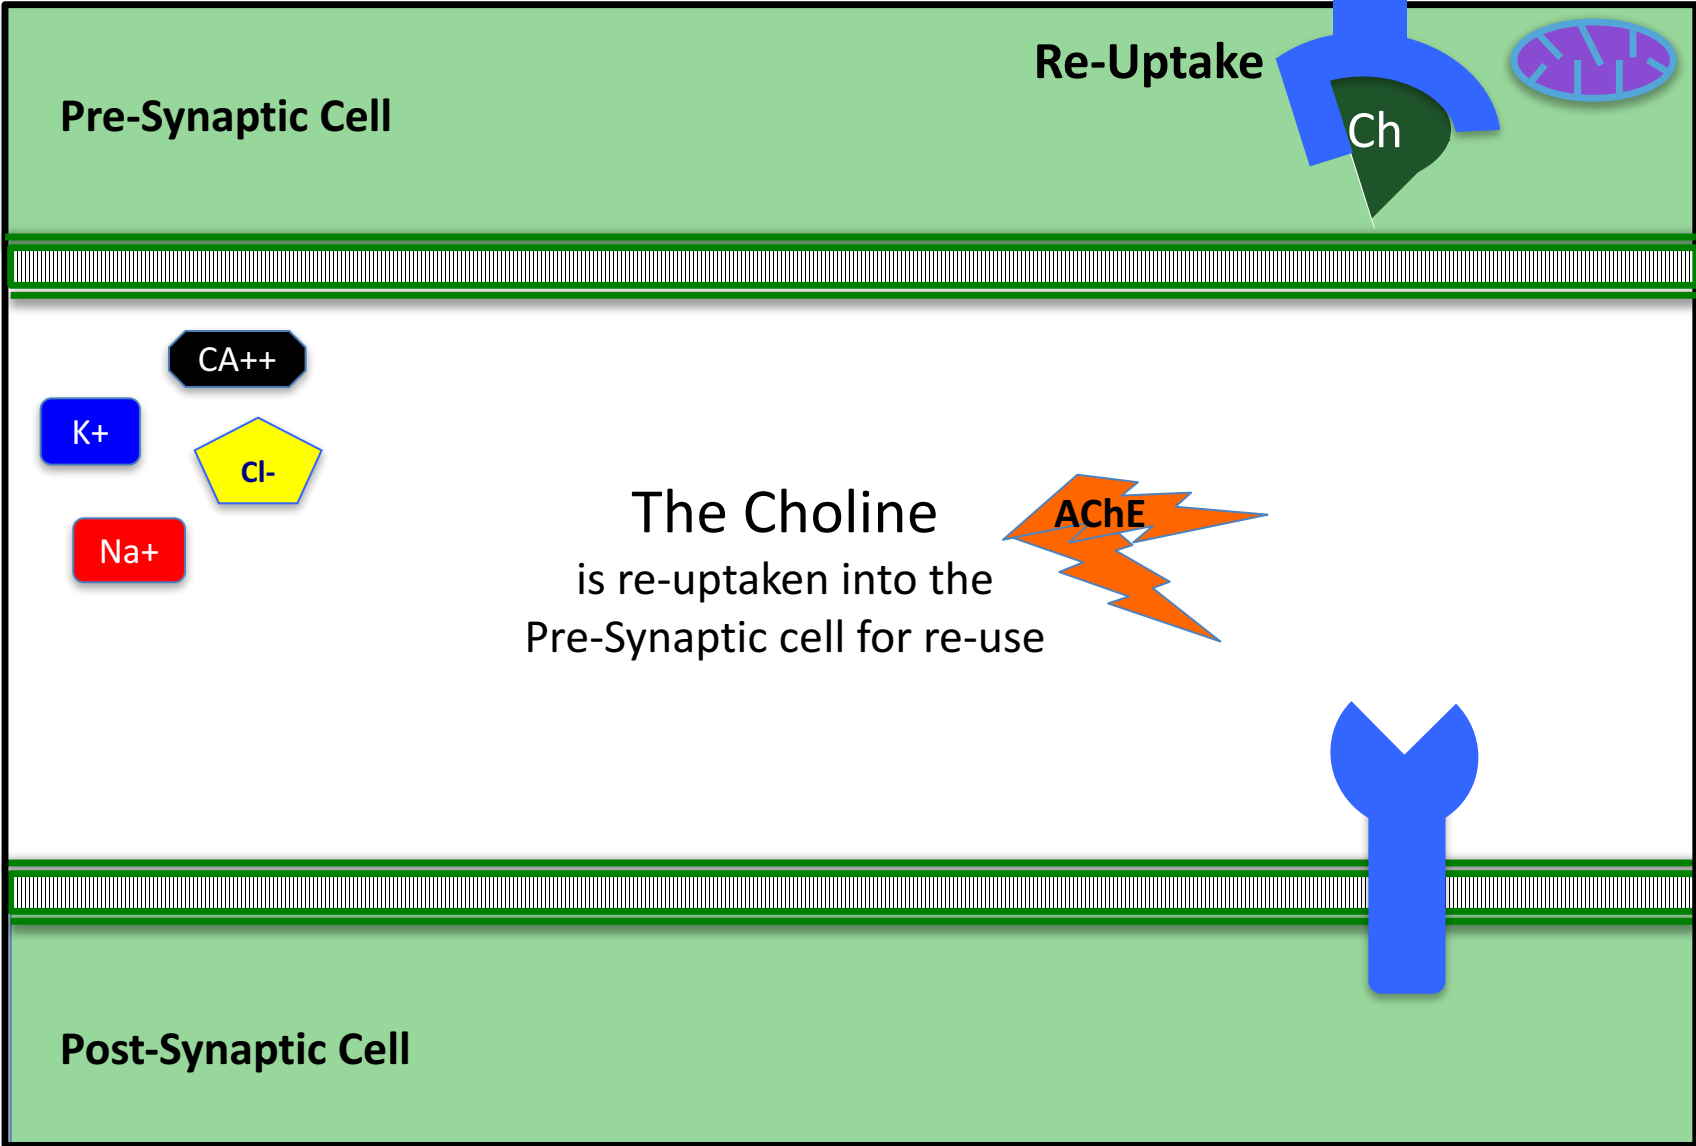 Re-Uptake
Pre-Synaptic Cell
Ch
CA++
K+
Cl-
Na+
The Choline
is re-uptaken into the
Pre-Synaptic cell for re-use
AChE
Post-Synaptic Cell